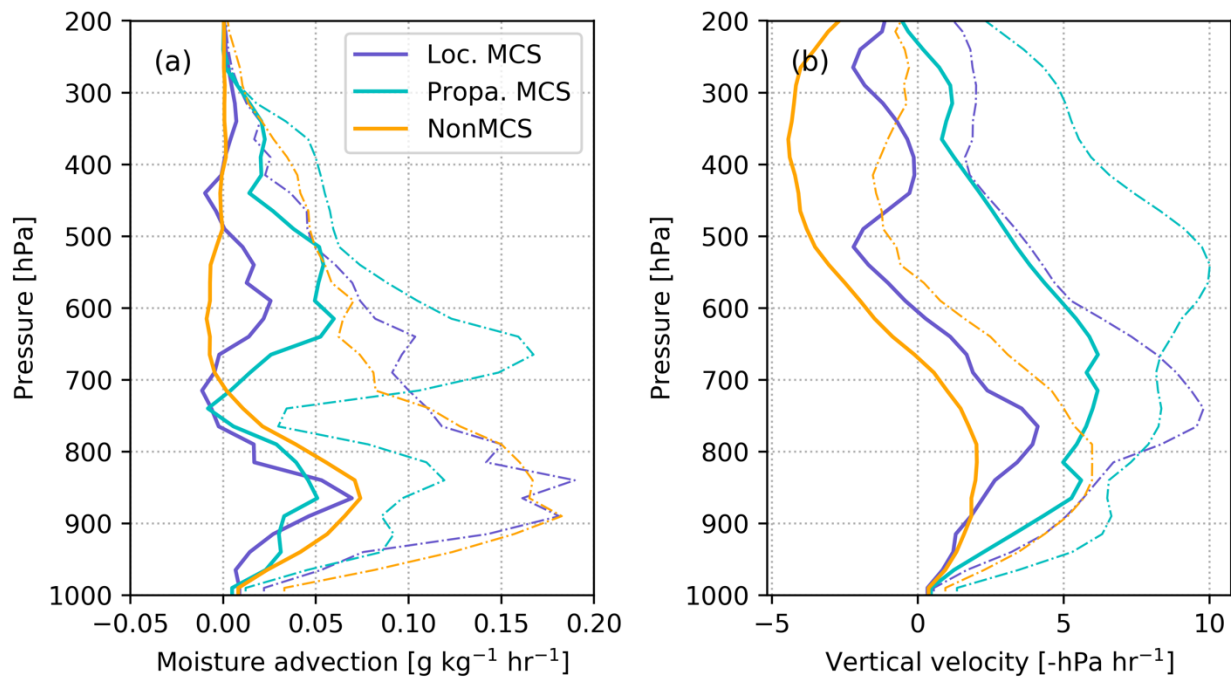 (a)
Loc. MCS
Propa. MCS
NonMCS
200
300
400
500
600
700
800
900
1000
Pressure [hPa]
−0.05 0.00 0.05 0.10 0.15 0.20
Moisture advection [g kg⁻¹ hr⁻¹]
(b)
200
300
400
500
600
700
800
900
1000
Pressure [hPa]
−5 0 5 10
Vertical velocity [-hPa hr⁻¹]